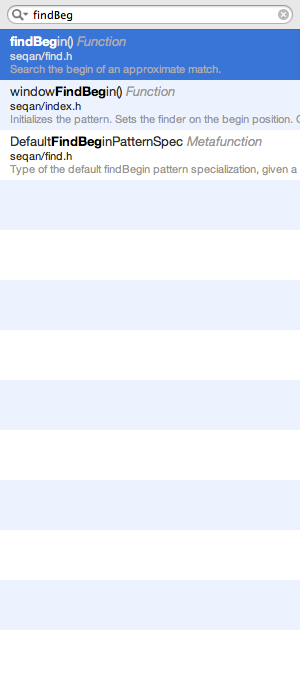 findBeg
findBegin() Function
seqan/find.h
Search the begin of an approximate match.
windowFindBegin() Function
seqan/index.h
Initializes the pattern. Sets the finder on the begin position.
DefaultFindBeginPatternSpec Metafunction
seqan/find.h
Type of the default findBegin pattern specialization, given a